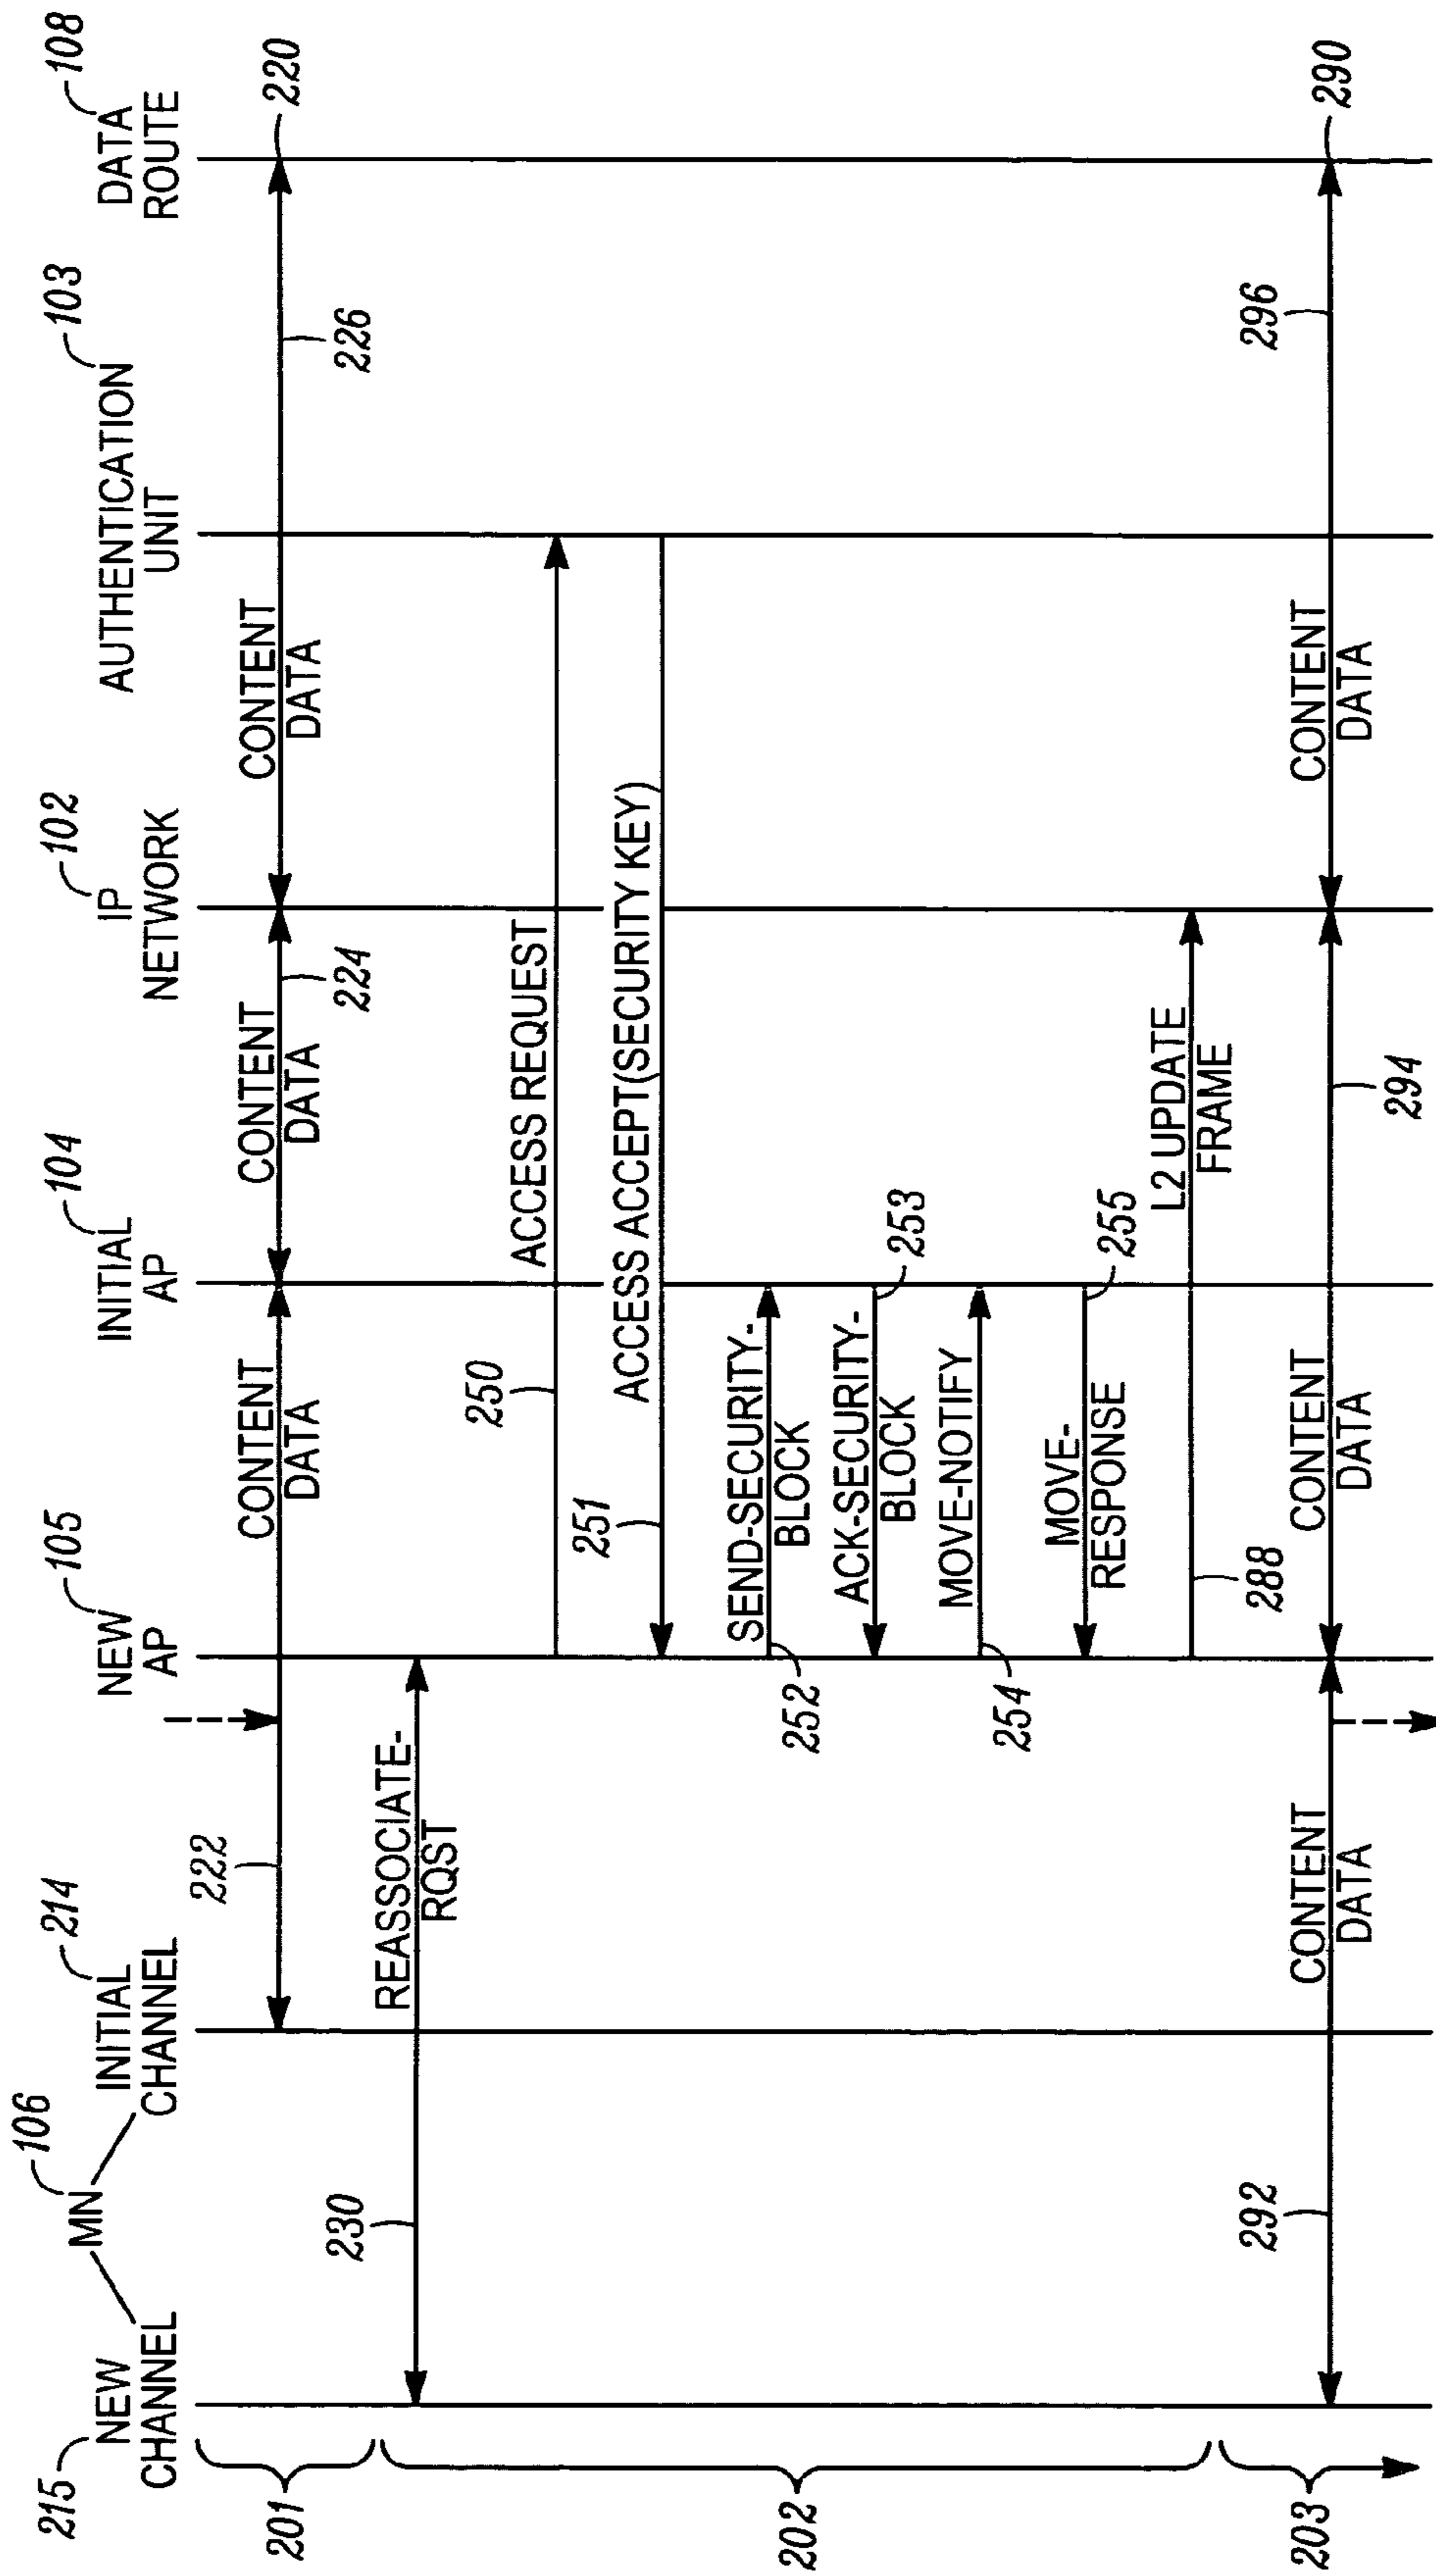 215
NEW
CHANNEL
MN
106
INITIAL
CHANNEL
214
NEW
AP
105
INITIAL
AP
104
IP
NETWORK
102
AUTHENTICATION
UNIT
103
DATA
ROUTE
108
201
222
CONTENT
DATA
CONTENT
DATA
224
CONTENT
DATA
226
220
202
230
REASSOCIATE-
RQST
250
ACCESS REQUEST
251
ACCESS ACCEPT(SECURITY KEY)
252
SEND-SECURITY-
BLOCK
ACK-SECURITY-
BLOCK
253
254
MOVE-NOTIFY
MOVE-
RESPONSE
255
288
L2 UPDATE
FRAME
203
292
CONTENT
DATA
CONTENT
DATA
294
CONTENT
DATA
296
290